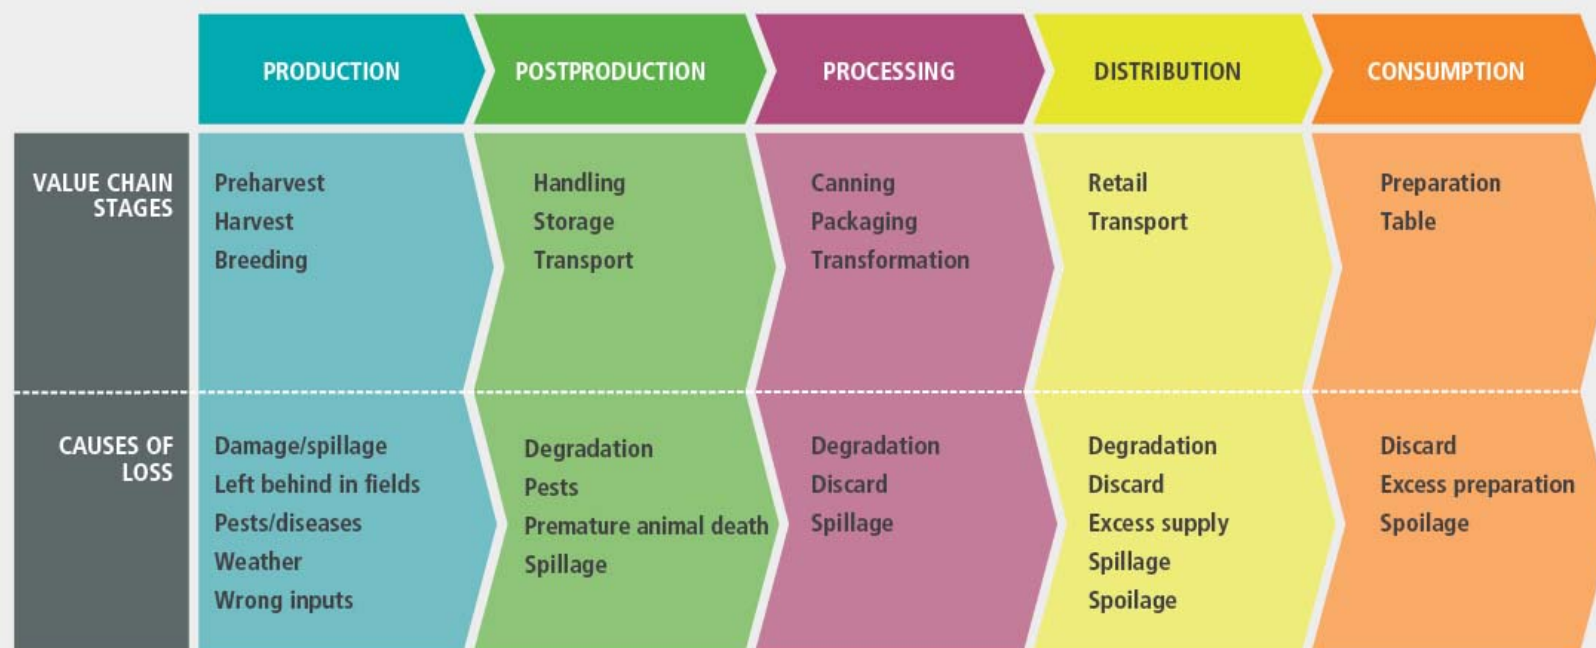 PRODUCTION
POSTPRODUCTION
PROCESSING
DISTRIBUTION
CONSUMPTION
VALUE CHAIN
STAGES
Preharvest
Harvest
Breeding
Handling
Storage
Transport
Canning
Packaging
Transformation
Retail
Transport
Preparation
Table
CAUSES OF
LOSS
Damage/spillage
Left behind in fields
Pests/diseases
Weather
Wrong inputs
Degradation
Pests
Premature animal death
Spillage
Degradation
Discard
Spillage
Degradation
Discard
Excess supply
Spillage
Spoilage
Discard
Excess preparation
Spoilage